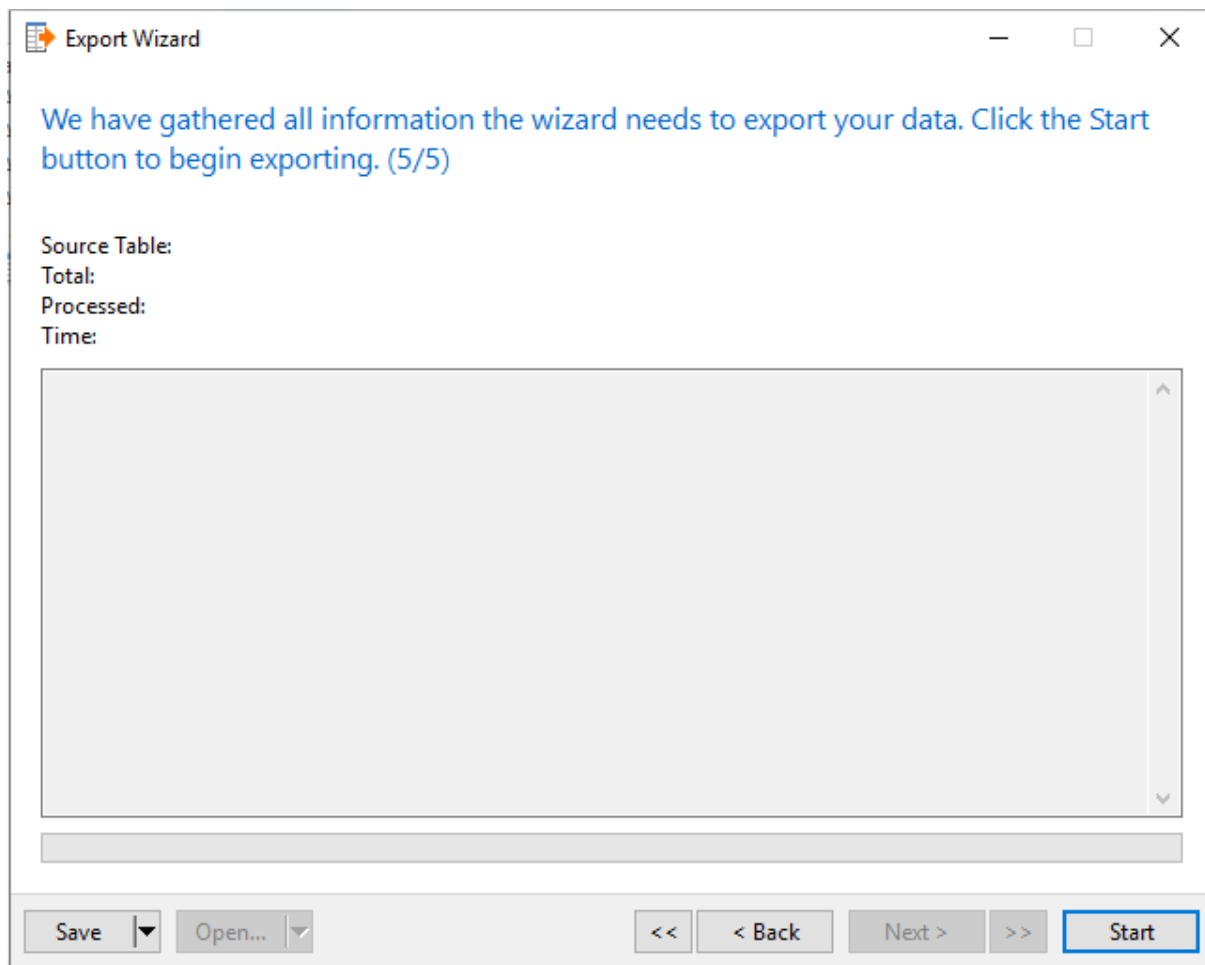 Export Wizard
We have gathered all information the wizard needs to export your data. Click the Start
button to begin exporting. (5/5)
Source Table:
Total:
Processed:
Time:
Save Open... << < Back Next > >> Start